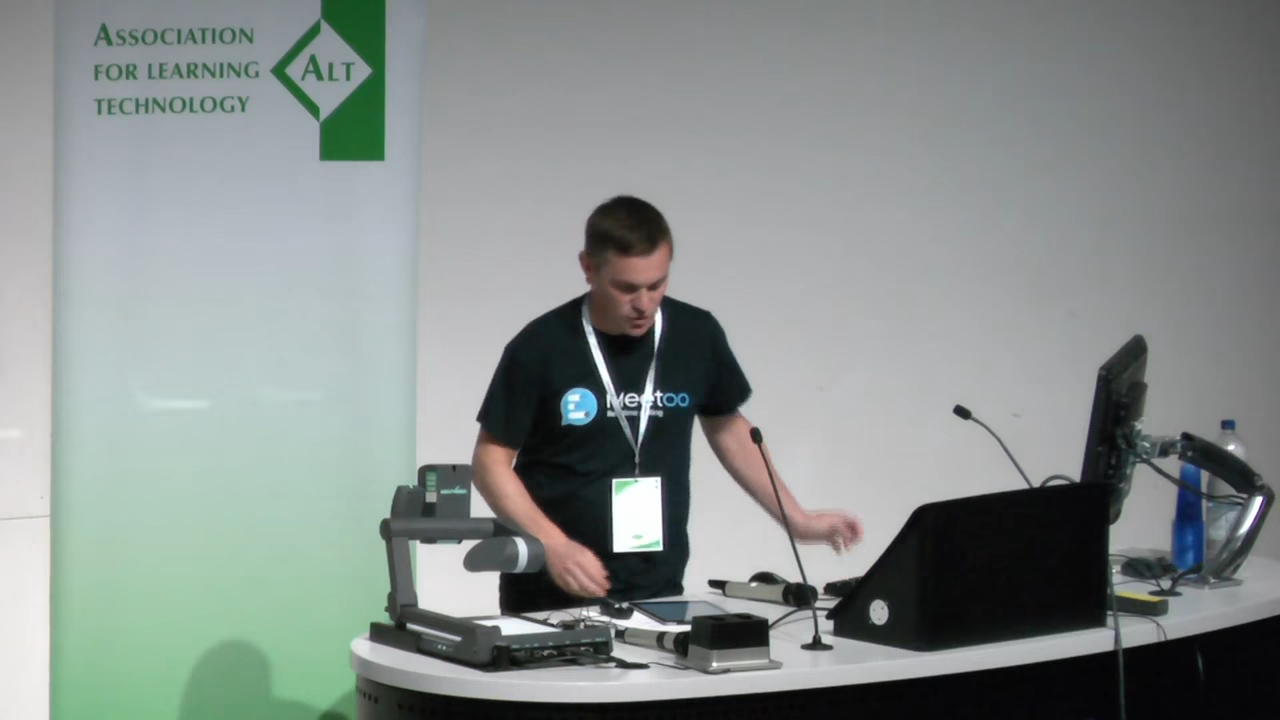 ASSOCIATION
FOR LEARNING
TECHNOLOGY
ALT
Meetoo